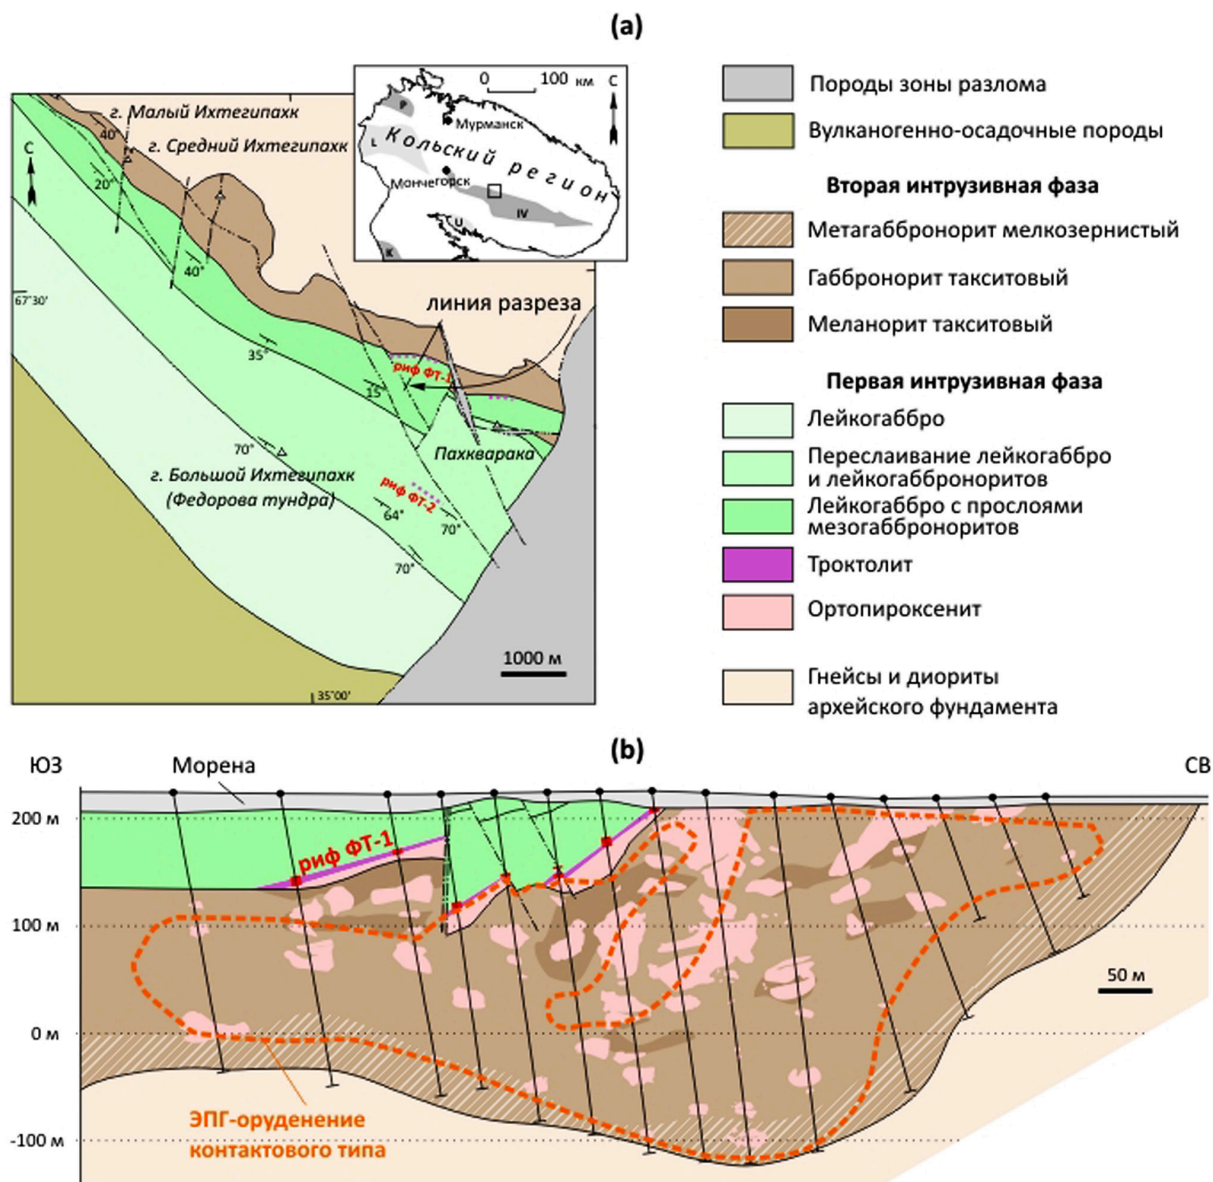 (a)
г. Малый Ихтегипахк
40°
г. Средний Ихтегипахк
С
20°
40°
67°30'
35°
15°
линия разреза
риф ФТ-1
70°
г. Большой Ихтегипахк
(Федорова тундра)
Пахкварака
риф ФТ-2
64°
70°
70°
1000 м
35°00'
0 100 км
С
P
Мурманск
L
Кольский регион
Мончегорск
IV
U
K
Породы зоны разлома
Вулканогенно-осадочные породы
Вторая интрузивная фаза
Метагаббронорит мелкозернистый
Габбронорит такситовый
Меланорит такситовый
Первая интрузивная фаза
Лейкогаббро
Переслаивание лейкогаббро
и лейкогабброноритов
Лейкогаббро с прослоями
мезогабброноритов
Троктолит
Ортопироксенит
Гнейсы и диориты
архейского фундамента
(b)
ЮЗ
Морена
СВ
200 м
риф ФТ-1
100 м
50 м
0 м
ЭПГ-оруденение
контактового типа
-100 м